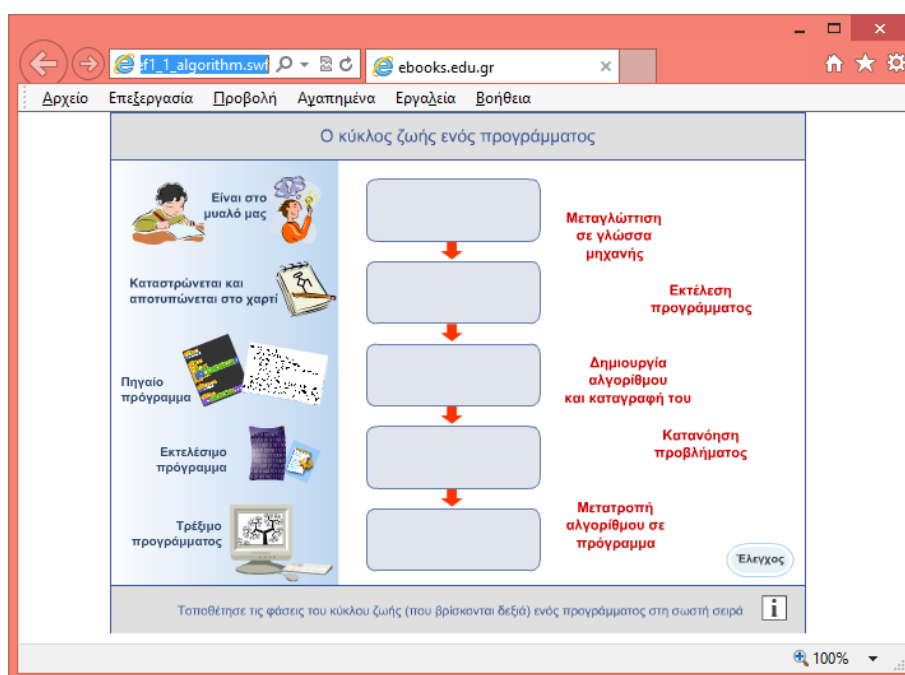 ef1_1_algorithm.swf
ebooks.edu.gr
Αρχείο Επεξεργασία Προβολή Αγαπημένα Εργαλεία Βοήθεια
Ο κύκλος ζωής ενός προγράμματος
Είναι στο
μυαλό μας
Καταστρώνεται και
αποτυπώνεται στο χαρτί
Πηγαίο
πρόγραμμα
Εκτελέσιμο
πρόγραμμα
Τρέξιμο
προγράμματος
Μεταγλώττιση
σε γλώσσα
μηχανής
Εκτέλεση
προγράμματος
Δημιουργία
αλγορίθμου
και καταγραφή του
Κατανόηση
προβλήματος
Μετατροπή
αλγορίθμου σε
πρόγραμμα
Έλεγχος
Τοποθέτησε τις φάσεις του κύκλου ζωής (που βρίσκονται δεξιά) ενός προγράμματος στη σωστή σειρά
i
100%